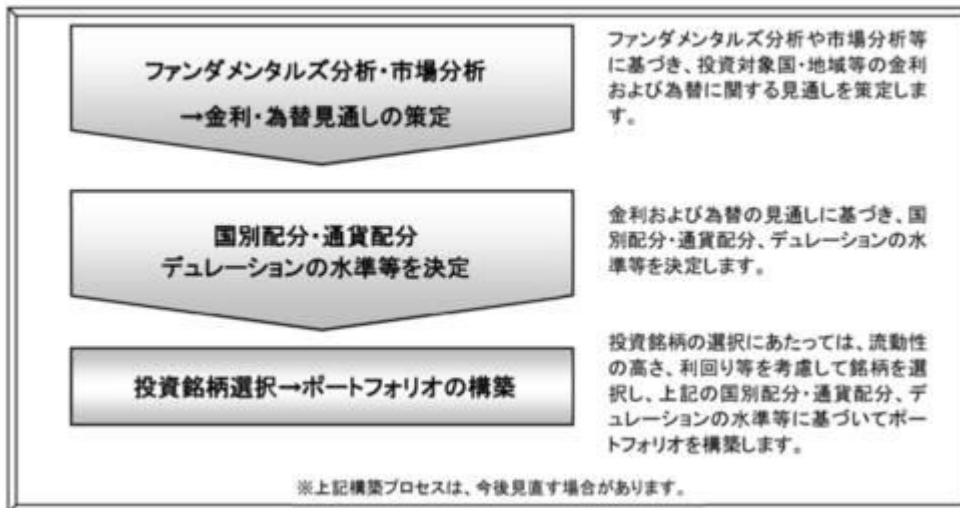 ファンダメンタルズ分析・市場分析
→金利・為替見通しの策定
ファンダメンタルズ分析や市場分析等
に基づき、投資対象国・地域等の金利
および為替に関する見通しを策定しま
す。
国別配分・通貨配分
デュレーションの水準等を決定
金利および為替の見通しに基づき、国
別配分・通貨配分、デュレーションの水
準等を決定します。
投資銘柄選択→ポートフォリオの構築
投資銘柄の選択にあたっては、流動性
の高さ、利回り等を考慮して銘柄を選
択し、上記の国別配分・通貨配分、デ
ュレーションの水準等に基づいてポー
トフォリオを構築します。
※上記構築プロセスは、今後見直す場合があります。